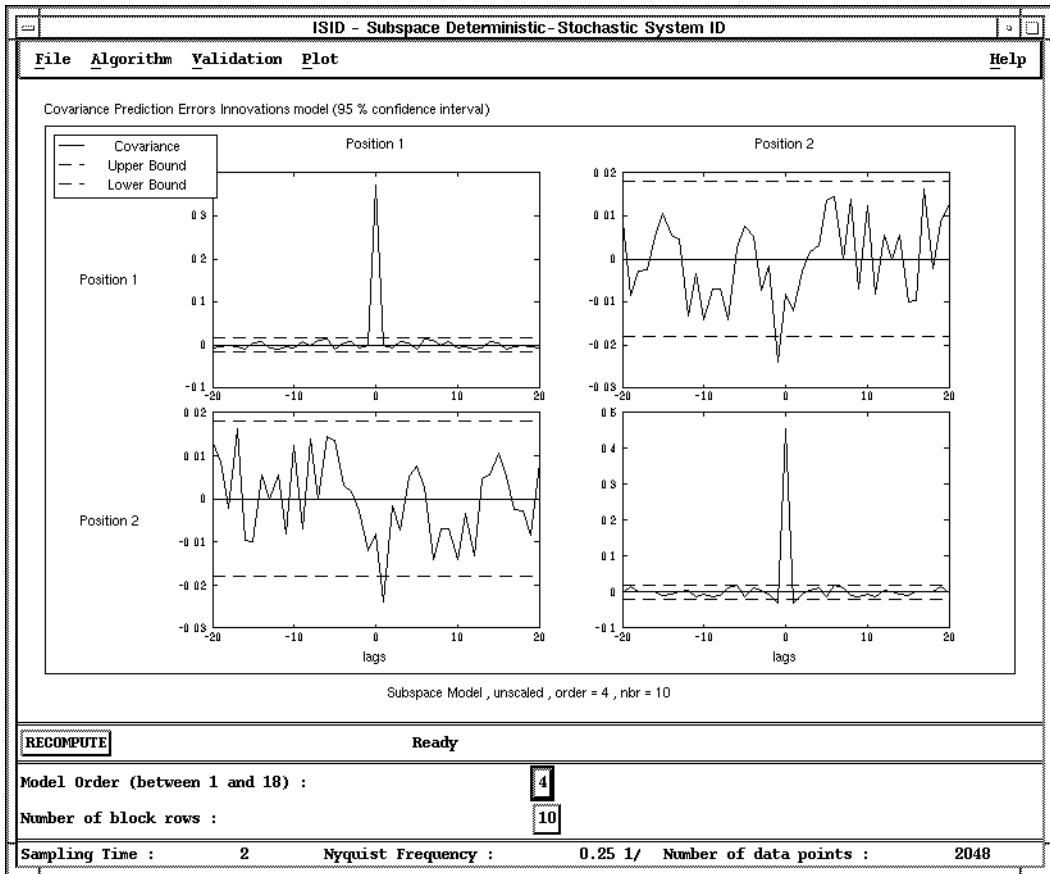 ISID - Subspace Deterministic-Stochastic System ID
File Algorithm Validation Plot Help
Covariance Prediction Errors Innovations model (95 % confidence interval)
Covariance
Upper Bound
Lower Bound
Position 1 Position 2
Position 1
0 3
0 2
0 1
0
-0 1
-20 -10 0 10 20
0 02
0 01
0
-0 01
-0 02
-0 03
-20 -10 0 10 20
Position 2
0 02
0 01
0
-0 01
-0 02
-0 03
-20 -10 0 10 20
lags
0 5
0 4
0 3
0 2
0 1
0
-0 1
-20 -10 0 10 20
lags
Subspace Model , unscaled , order = 4 , nbr = 10
RECOMPUTE Ready
Model Order (between 1 and 18) : 4
Number of block rows : 10
Sampling Time : 2 Nyquist Frequency : 0.25 1/ Number of data points : 2048